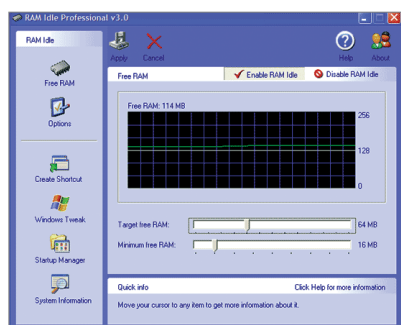 RAM Idle Professional v3.0
RAM Idle
Free RAM
Options
Create Shortcut
Windows Tweak
Startup Manager
System Information
Apply
Cancel
Help
About
Free RAM
Enable RAM Idle
Disable RAM Idle
Free RAM: 114 MB
256
128
0
Target free RAM:
64 MB
Minimum free RAM:
16 MB
Quick info
Click Help for more information
Move your cursor to any item to get more information about it.